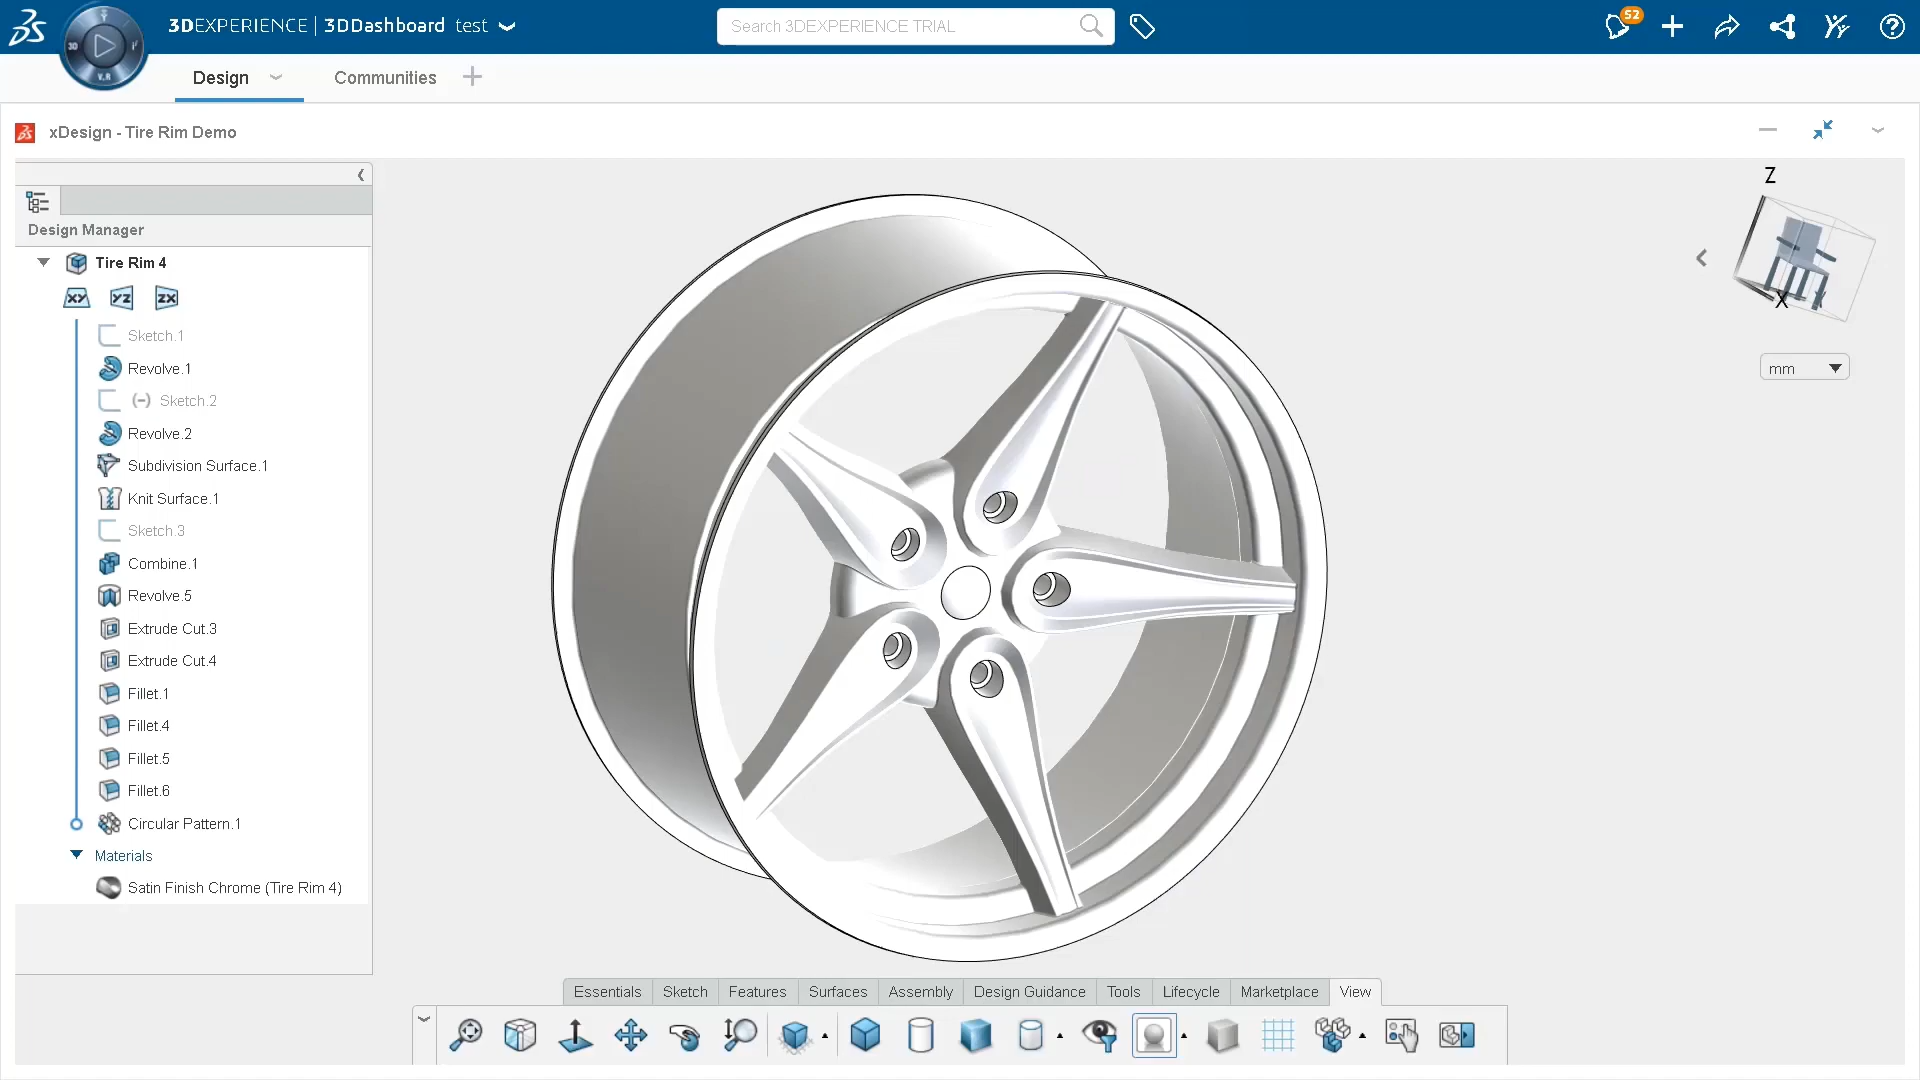 3DEXPERIENCE | 3DDashboard test
Search 3DEXPERIENCE TRIAL
52
3D
V.R
Design
Communities
xDesign - Tire Rim Demo
Design Manager
Tire Rim 4
XY YZ ZX
Sketch.1
Revolve.1
(-) Sketch.2
Revolve.2
Subdivision Surface.1
Knit Surface.1
Sketch.3
Combine.1
Revolve.5
Extrude Cut.3
Extrude Cut.4
Fillet.1
Fillet.4
Fillet.5
Fillet.6
Circular Pattern.1
Materials
Satin Finish Chrome (Tire Rim 4)
Z
X
mm
Essentials Sketch Features Surfaces Assembly Design Guidance Tools Lifecycle Marketplace View